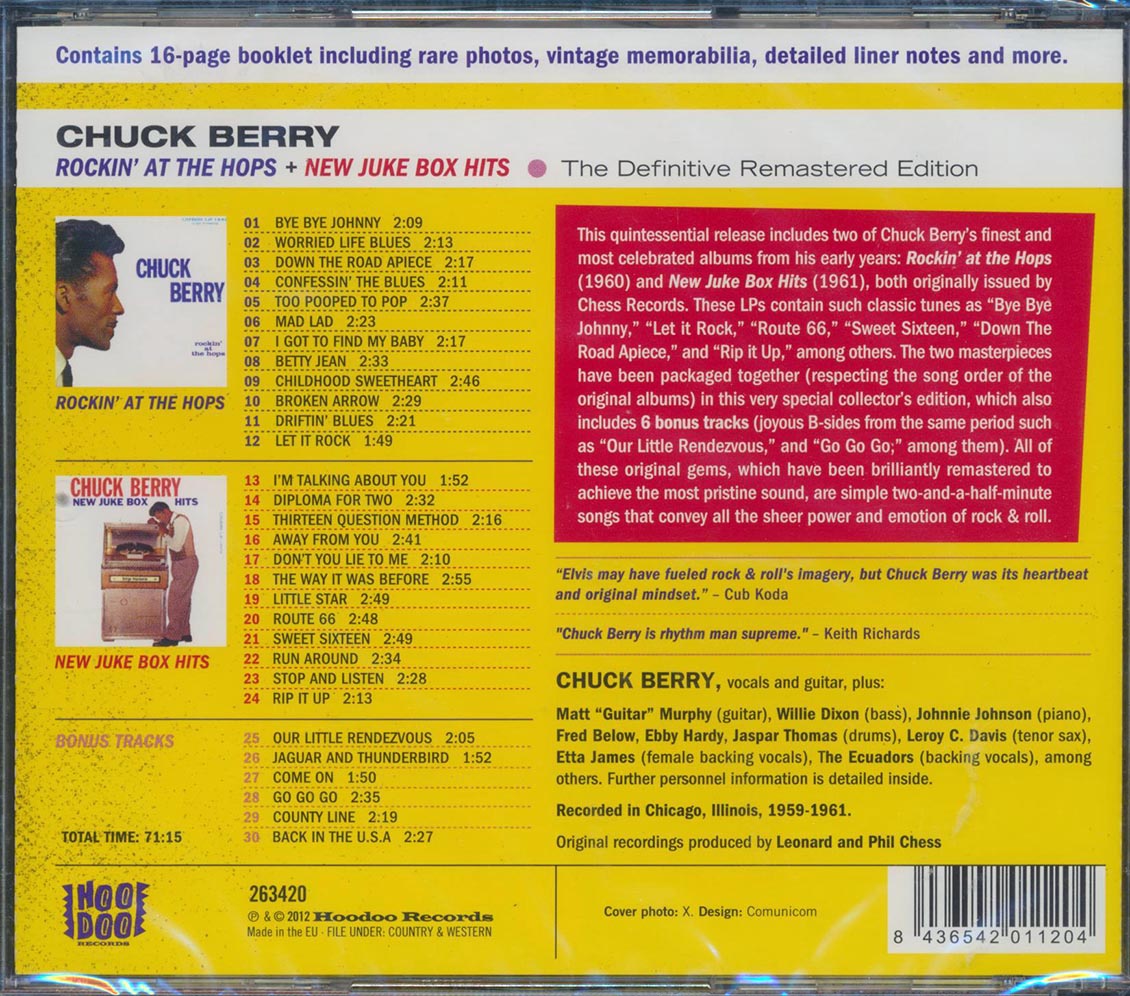 Contains 16-page booklet including rare photos, vintage memorabilia, detailed liner notes and more.
CHUCK BERRY
ROCKIN' AT THE HOPS + NEW JUKE BOX HITS ● The Definitive Remastered Edition
CHUCK
BERRY
rockin'
at
the hops
ROCKIN' AT THE HOPS
01 BYE BYE JOHNNY 2:09
02 WORRIED LIFE BLUES 2:13
03 DOWN THE ROAD APIECE 2:17
04 CONFESSIN' THE BLUES 2:11
05 TOO POOPED TO POP 2:37
06 MAD LAD 2:23
07 I GOT TO FIND MY BABY 2:17
08 BETTY JEAN 2:33
09 CHILDHOOD SWEETHEART 2:46
10 BROKEN ARROW 2:29
11 DRIFTIN' BLUES 2:21
12 LET IT ROCK 1:49
CHUCK BERRY
NEW JUKE BOX HITS
NEW JUKE BOX HITS
13 I'M TALKING ABOUT YOU 1:52
14 DIPLOMA FOR TWO 2:32
15 THIRTEEN QUESTION METHOD 2:16
16 AWAY FROM YOU 2:41
17 DON'T YOU LIE TO ME 2:10
18 THE WAY IT WAS BEFORE 2:55
19 LITTLE STAR 2:49
20 ROUTE 66 2:48
21 SWEET SIXTEEN 2:49
22 RUN AROUND 2:34
23 STOP AND LISTEN 2:28
24 RIP IT UP 2:13
BONUS TRACKS
25 OUR LITTLE RENDEZVOUS 2:05
26 JAGUAR AND THUNDERBIRD 1:52
27 COME ON 1:50
28 GO GO GO 2:35
29 COUNTY LINE 2:19
30 BACK IN THE U.S.A 2:27
TOTAL TIME: 71:15
This quintessential release includes two of Chuck Berry's finest and
most celebrated albums from his early years: Rockin' at the Hops
(1960) and New Juke Box Hits (1961), both originally issued by
Chess Records. These LPs contain such classic tunes as "Bye Bye
Johnny," "Let it Rock," "Route 66," "Sweet Sixteen," "Down The
Road Apiece," and "Rip it Up," among others. The two masterpieces
have been packaged together (respecting the song order of the
original albums) in this very special collector's edition, which also
includes 6 bonus tracks (joyous B-sides from the same period such
as "Our Little Rendezvous," and "Go Go Go;" among them). All of
these original gems, which have been brilliantly remastered to
achieve the most pristine sound, are simple two-and-a-half-minute
songs that convey all the sheer power and emotion of rock & roll.
"Elvis may have fueled rock & roll's imagery, but Chuck Berry was its heartbeat
and original mindset." – Cub Koda
"Chuck Berry is rhythm man supreme." – Keith Richards
CHUCK BERRY, vocals and guitar, plus:
Matt "Guitar" Murphy (guitar), Willie Dixon (bass), Johnnie Johnson (piano),
Fred Below, Ebby Hardy, Jaspar Thomas (drums), Leroy C. Davis (tenor sax),
Etta James (female backing vocals), The Ecuadors (backing vocals), among
others. Further personnel information is detailed inside.
Recorded in Chicago, Illinois, 1959-1961.
Original recordings produced by Leonard and Phil Chess
HOO
DOO
RECORDS
263420
℗ & © 2012 Hoodoo Records
Made in the EU · FILE UNDER: COUNTRY & WESTERN
Cover photo: X. Design: Comunicom
8 436542 011204